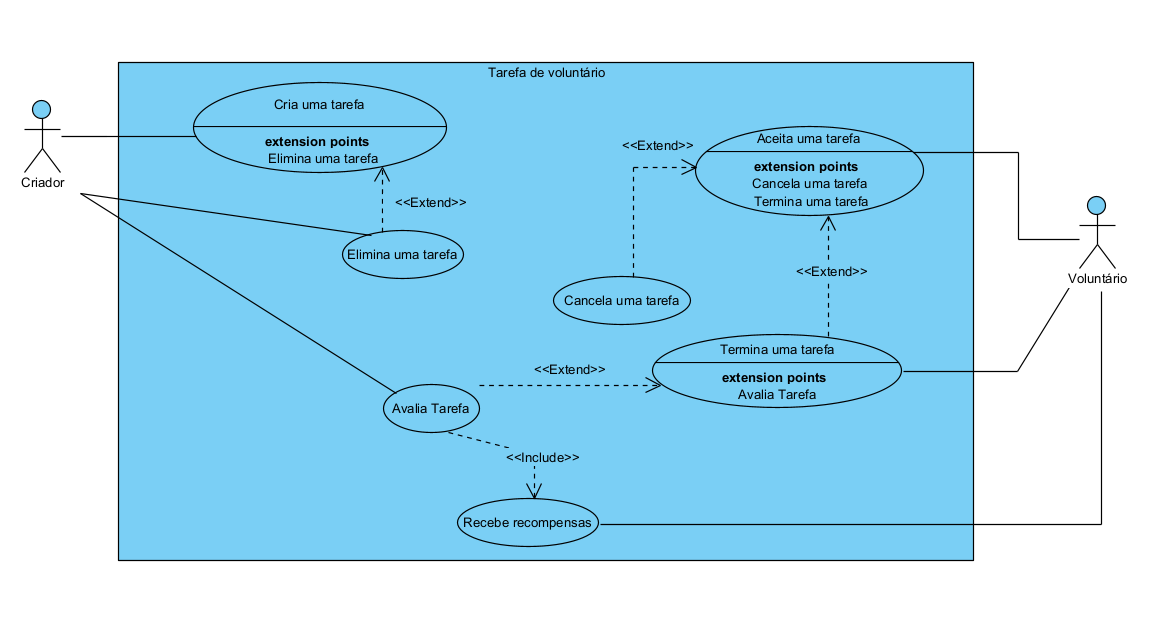 Tarefa de voluntário
Cria uma tarefa
extension points
Elimina uma tarefa
<<Extend>>
Elimina uma tarefa
Criador
<<Extend>>
Aceita uma tarefa
extension points
Cancela uma tarefa
Termina uma tarefa
<<Extend>>
Voluntário
Cancela uma tarefa
Termina uma tarefa
extension points
Avalia Tarefa
<<Extend>>
Avalia Tarefa
<<Include>>
Recebe recompensas